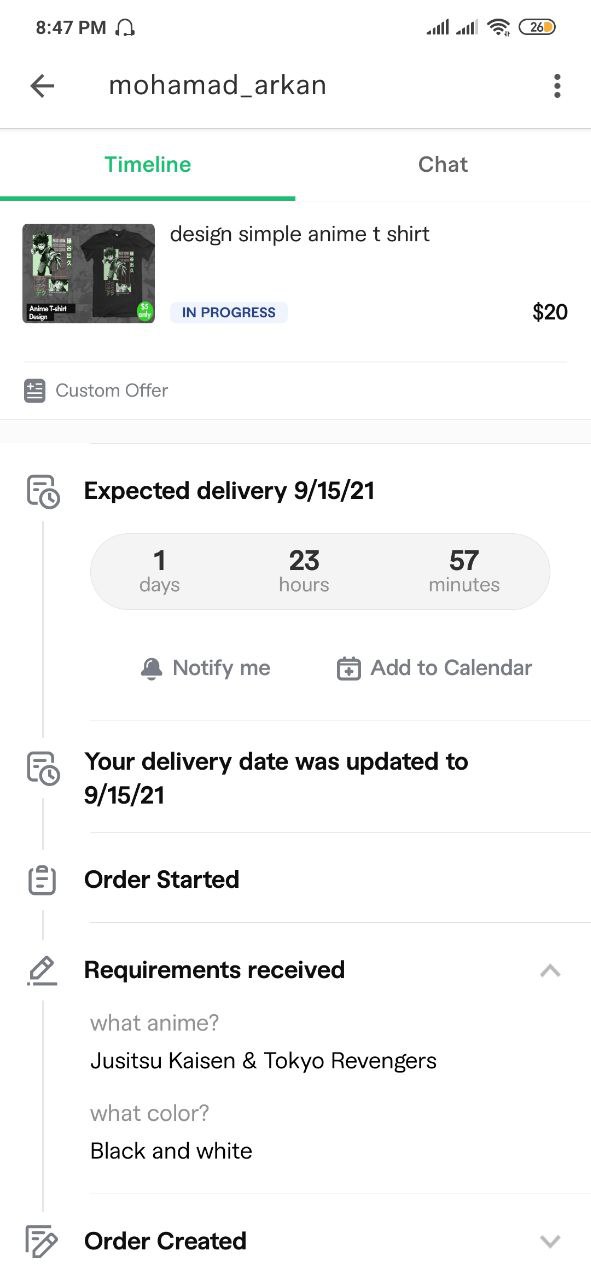 8:47 PM
26
mohamad_arkan
Timeline
Chat
design simple anime t shirt
Anime T-shirt
Design
$5
only
IN PROGRESS
$20
Custom Offer
Expected delivery 9/15/21
1
23
57
days
hours
minutes
Notify me
Add to Calendar
Your delivery date was updated to
9/15/21
Order Started
Requirements received
what anime?
Jusitsu Kaisen & Tokyo Revengers
what color?
Black and white
Order Created